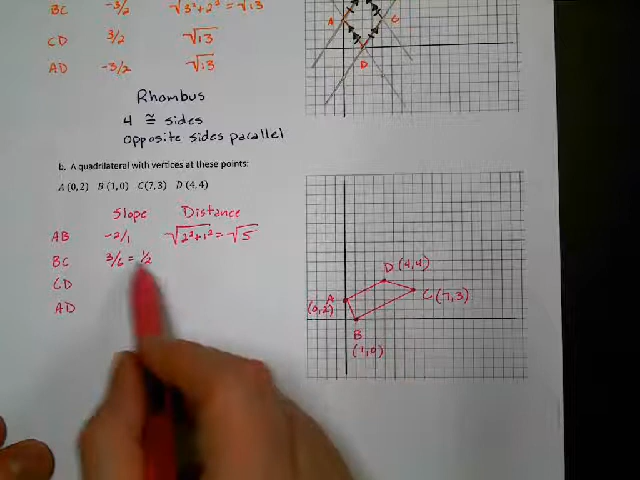 BC -3/2 √3²+2² = √13
CD 3/2 √13
AD -3/2 √13
A
C
D
Rhombus
4 ≅ sides
opposite sides parallel
b. A quadrilateral with vertices at these points:
A (0,2) B (1,0) C(7,3) D (4,4)
Slope Distance
AB -2/1 √2²+1² = √5
BC 3/6 = 1/2
CD
AD
D (4,4)
A
(0,2)
C (7,3)
B
(1,0)